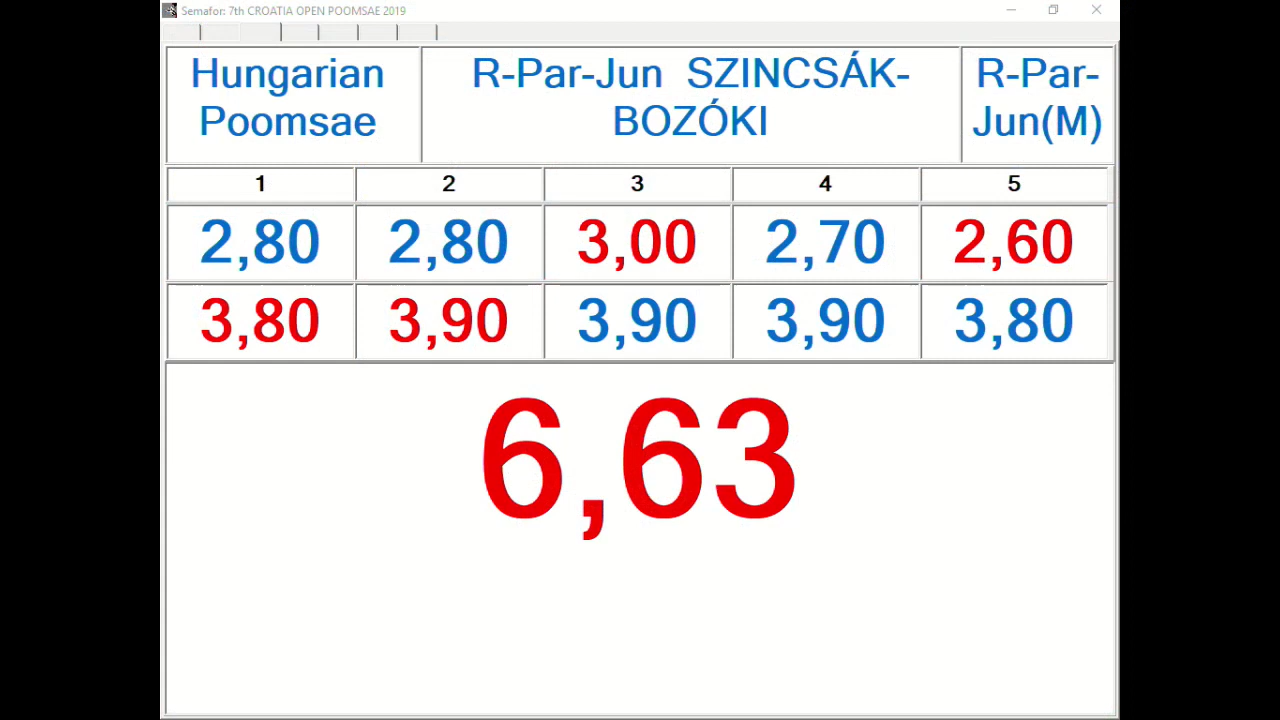 Semafor: 7th CROATIA OPEN POOMSAE 2019
Hungarian
Poomsae
R-Par-Jun SZINCSÁK-
BOZÓKI
R-Par-
Jun(M)
1 2 3 4 5
2,80 2,80 3,00 2,70 2,60
3,80 3,90 3,90 3,90 3,80
6,63